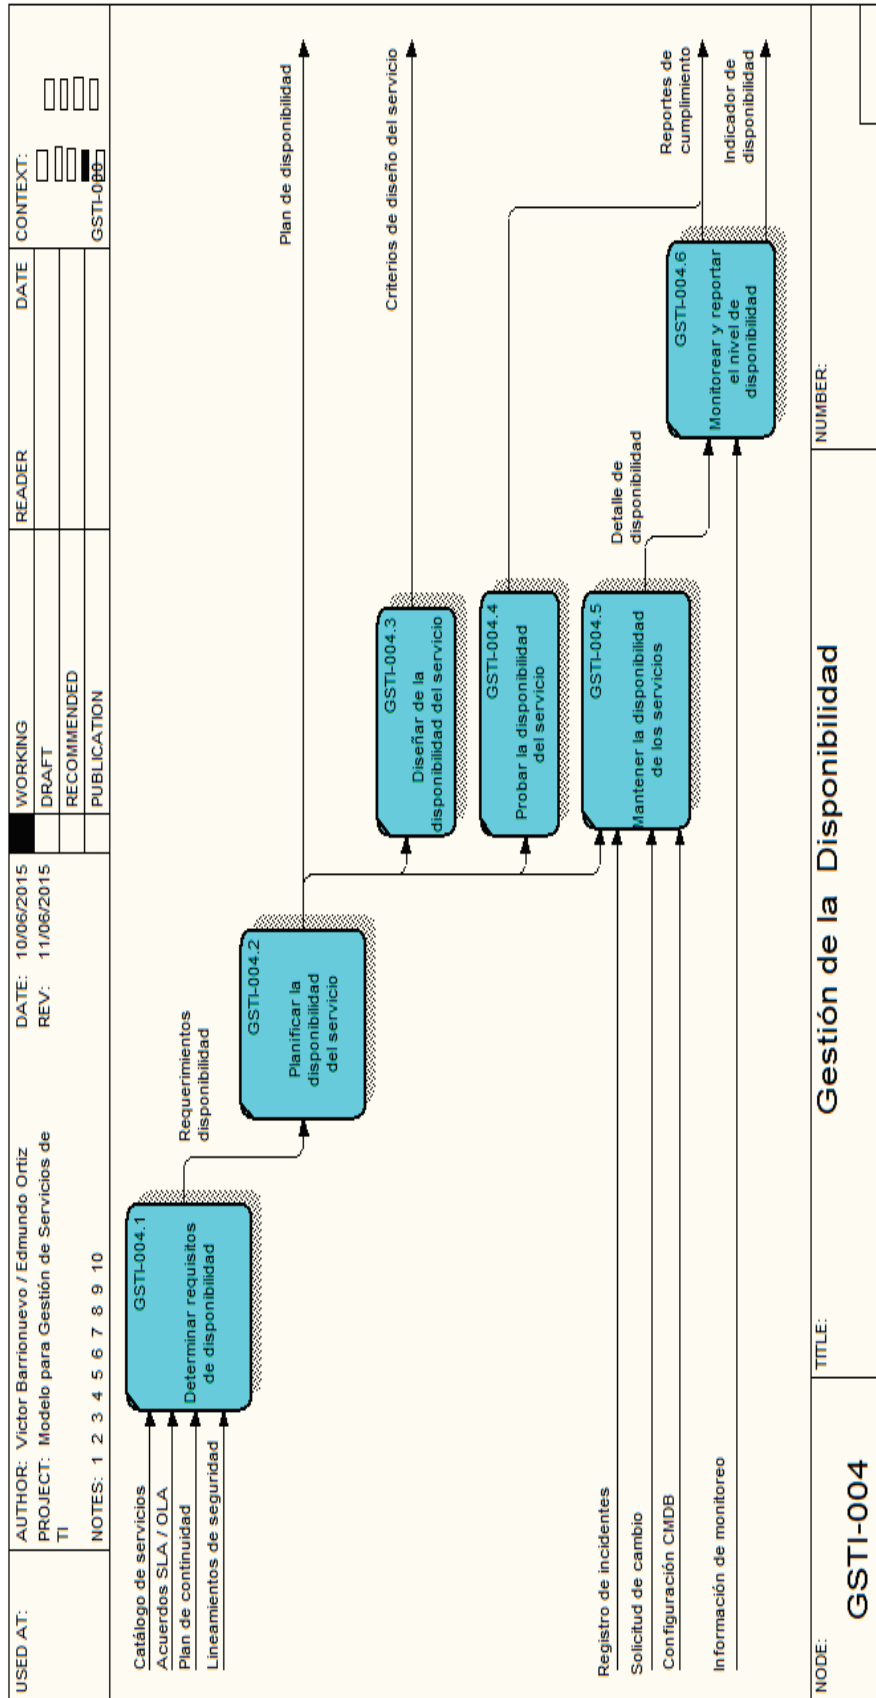 USED AT:
AUTHOR: Victor Barrionuevo / Edmundo Ortiz
DATE: 10/06/2015
WORKING
READER
DATE
CONTEXT:
PROJECT: Modelo para Gestión de Servicios de
TI
REV: 11/06/2015
DRAFT
RECOMMENDED
NOTES: 1 2 3 4 5 6 7 8 9 10
PUBLICATION
GSTI-000
Catálogo de servicios
Acuerdos SLA / OLA
Plan de continuidad
Lineamientos de seguridad
GSTI-004.1
Determinar requisitos
de disponibilidad
Requerimientos
disponibilidad
GSTI-004.2
Planificar la
disponibilidad
del servicio
Plan de disponibilidad
GSTI-004.3
Diseñar de la
disponibilidad del servicio
Criterios de diseño del servicio
GSTI-004.4
Probar la disponibilidad
del servicio
Registro de incidentes
Solicitud de cambio
Configuración CMDB
GSTI-004.5
Mantener la disponibilidad
de los servicios
Detalle de
disponibilidad
Información de monitoreo
GSTI-004.6
Monitorear y reportar
el nivel de
disponibilidad
Reportes de
cumplimiento
Indicador de
disponibilidad
NODE:
GSTI-004
TITLE:
Gestión de la Disponibilidad
NUMBER: